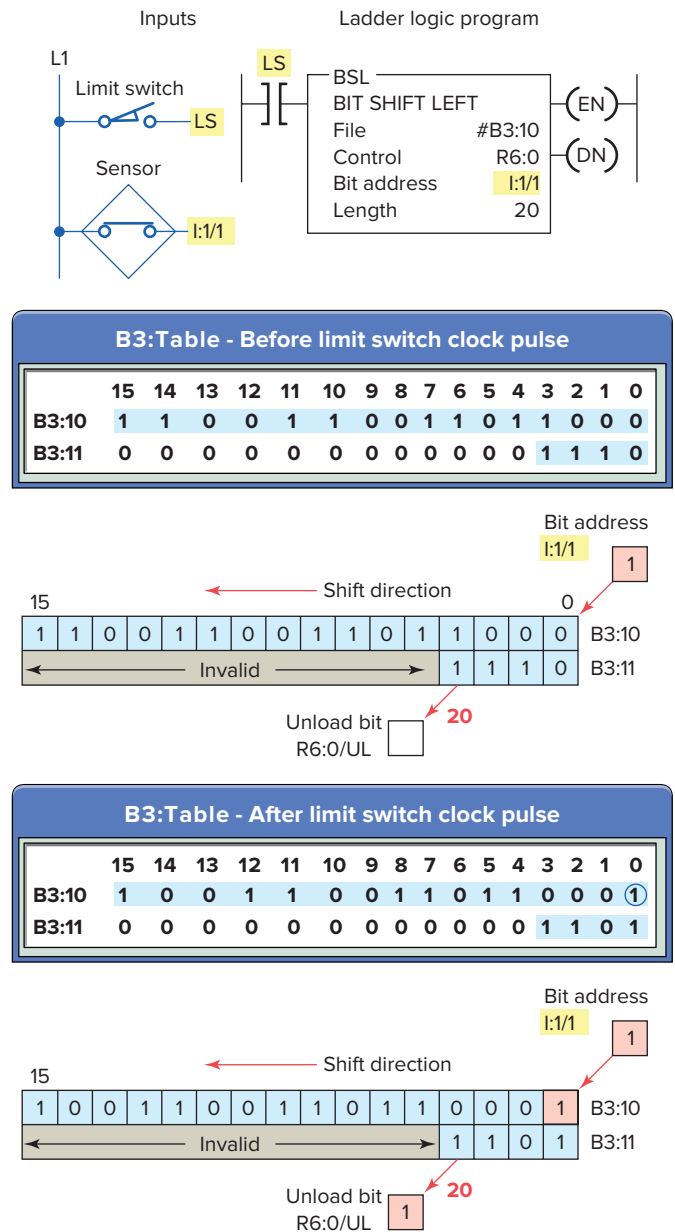 Inputs
Ladder logic program
L1
LS
Limit switch
LS
Sensor
I:1/1
BSL
BIT SHIFT LEFT
File #B3:10
Control R6:0
Bit address I:1/1
Length 20
EN
DN
B3:Table - Before limit switch clock pulse
15 14 13 12 11 10 9 8 7 6 5 4 3 2 1 0
B3:10 1 1 0 0 1 1 0 0 1 1 0 1 1 0 0 0
B3:11 0 0 0 0 0 0 0 0 0 0 0 0 1 1 1 0
Bit address
I:1/1
1
Shift direction
15 0
1 1 0 0 1 1 0 0 1 1 0 1 1 0 0 0 B3:10
Invalid 1 1 1 0 B3:11
20
Unload bit
R6:0/UL
B3:Table - After limit switch clock pulse
15 14 13 12 11 10 9 8 7 6 5 4 3 2 1 0
B3:10 1 0 0 1 1 0 0 1 1 0 1 1 0 0 0 1
B3:11 0 0 0 0 0 0 0 0 0 0 0 0 1 1 0 1
Bit address
I:1/1
1
Shift direction
15
1 0 0 1 1 0 0 1 1 0 1 1 0 0 0 1 B3:10
Invalid 1 1 0 1 B3:11
20
Unload bit
R6:0/UL
1